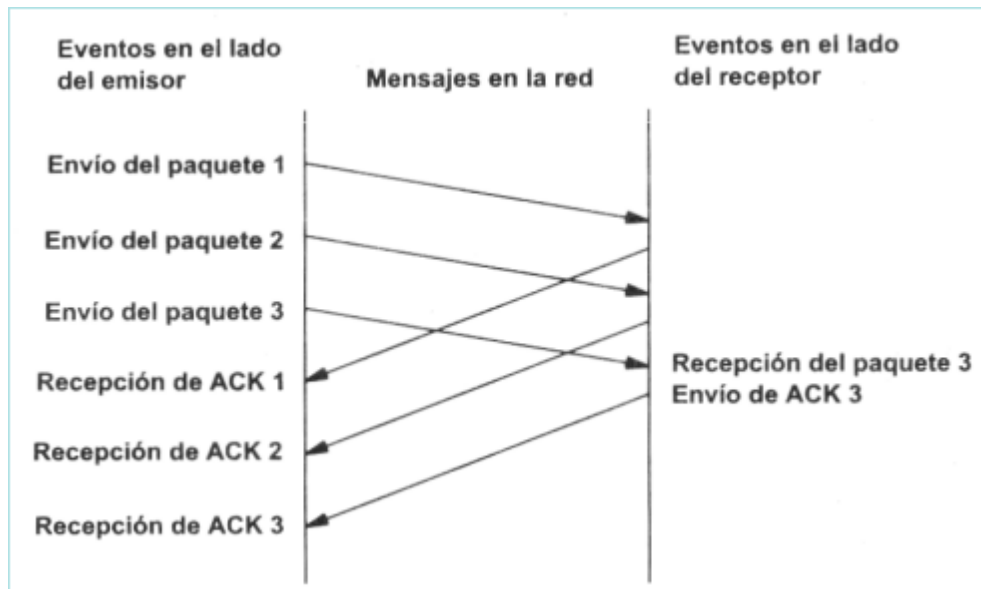 Eventos en el lado
del emisor
Mensajes en la red
Eventos en el lado
del receptor
Envío del paquete 1
Envío del paquete 2
Envío del paquete 3
Recepción de ACK 1
Recepción de ACK 2
Recepción de ACK 3
Recepción del paquete 3
Envío de ACK 3